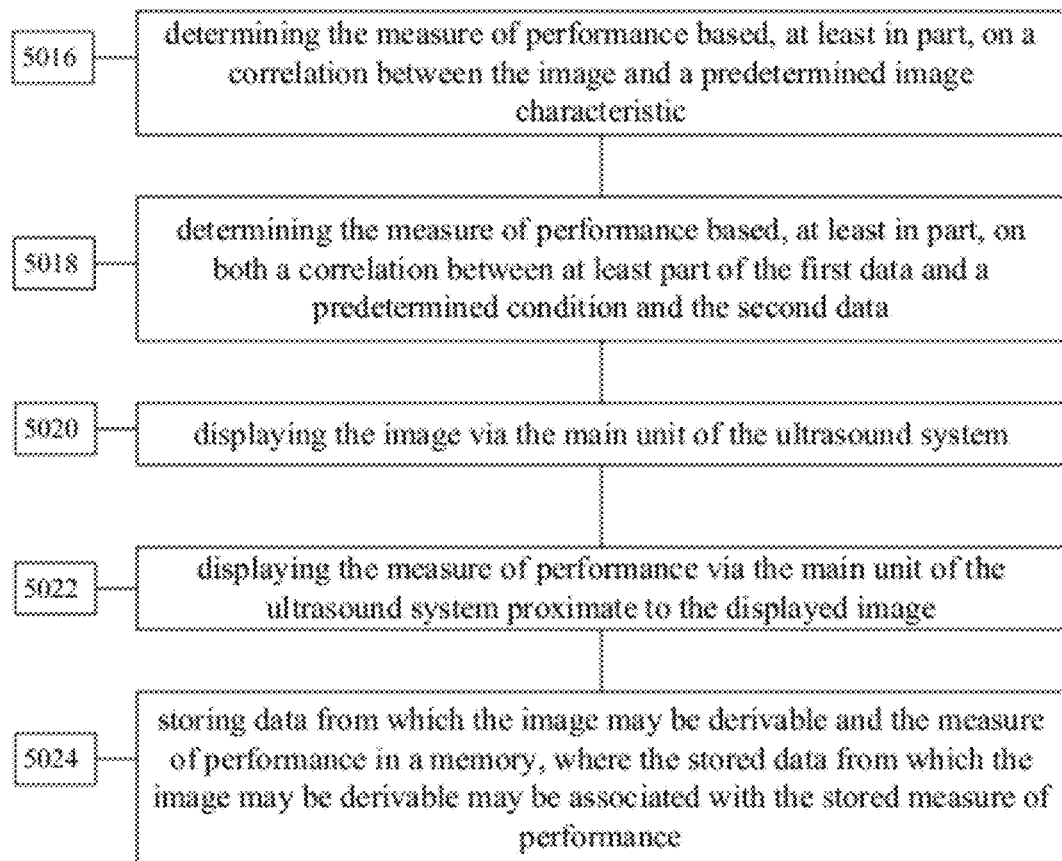 5016
determining the measure of performance based, at least in part, on a
correlation between the image and a predetermined image
characteristic
5018
determining the measure of performance based, at least in part, on
both a correlation between at least part of the first data and a
predetermined condition and the second data
5020
displaying the image via the main unit of the ultrasound system
5022
displaying the measure of performance via the main unit of the
ultrasound system proximate to the displayed image
5024
storing data from which the image may be derivable and the measure
of performance in a memory, where the stored data from which the
image may be derivable may be associated with the stored measure of
performance